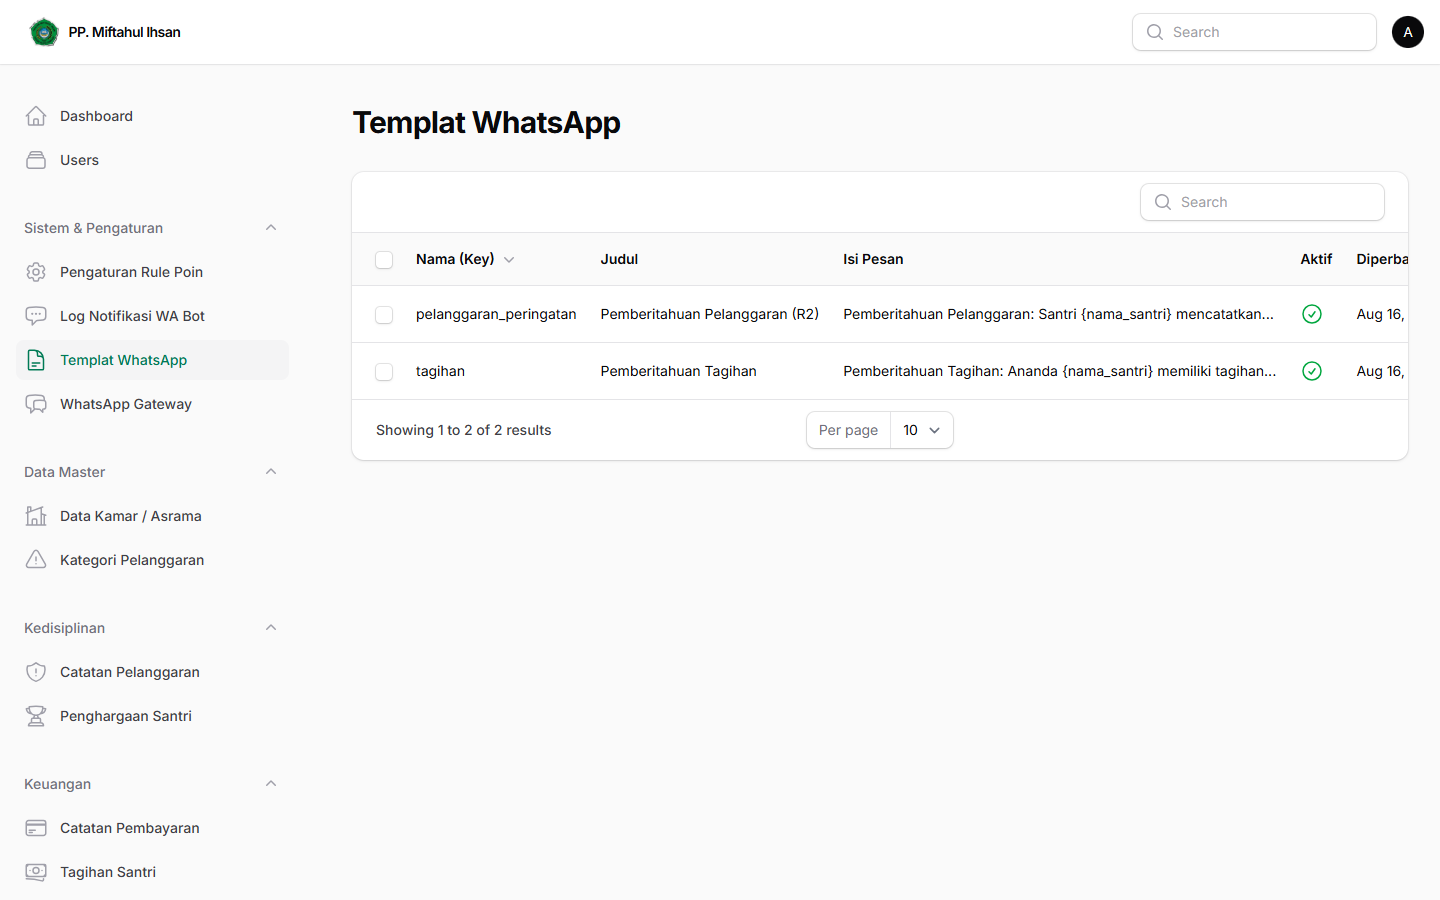 PP. Miftahul Ihsan
Search
A
Dashboard
Users
Sistem & Pengaturan
Pengaturan Rule Poin
Log Notifikasi WA Bot
Templat WhatsApp
WhatsApp Gateway
Data Master
Data Kamar / Asrama
Kategori Pelanggaran
Kedisiplinan
Catatan Pelanggaran
Penghargaan Santri
Keuangan
Catatan Pembayaran
Tagihan Santri
Templat WhatsApp
Search
Nama (Key) Judul Isi Pesan Aktif Diperba
pelanggaran_peringatan Pemberitahuan Pelanggaran (R2) Pemberitahuan Pelanggaran: Santri {nama_santri} mencatatkan... Aug 16,
tagihan Pemberitahuan Tagihan Pemberitahuan Tagihan: Ananda {nama_santri} memiliki tagihan... Aug 16,
Showing 1 to 2 of 2 results Per page 10